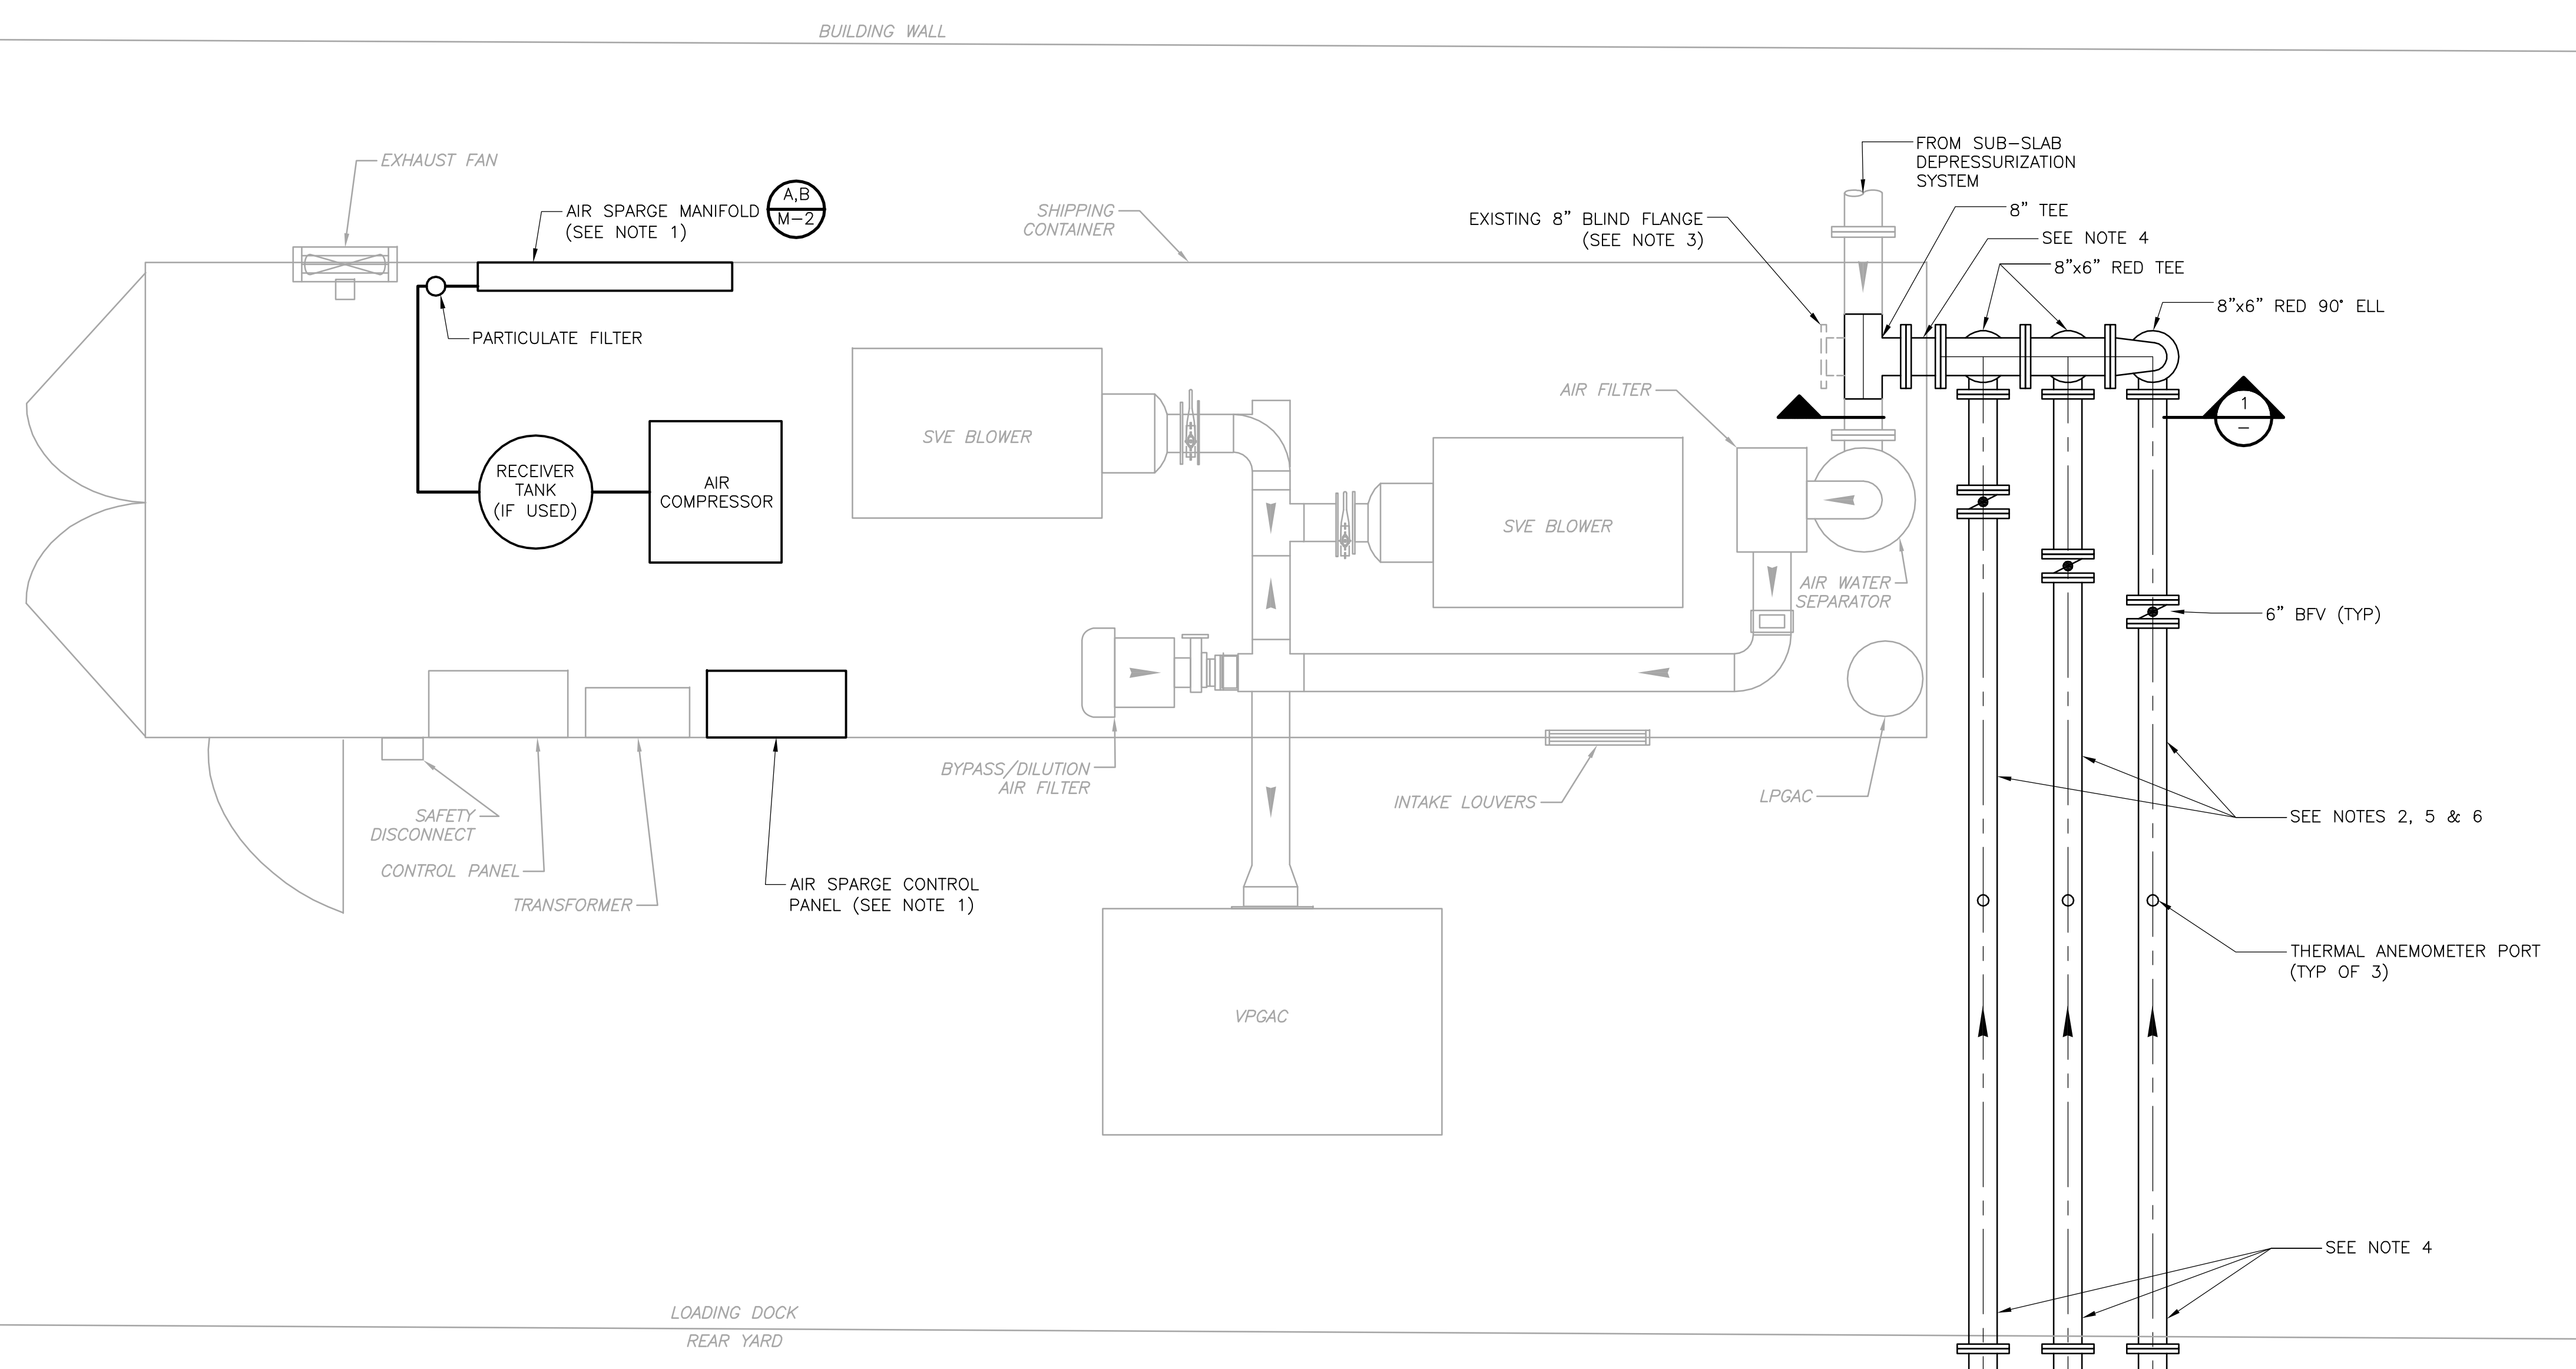 BUILDING WALL
EXHAUST FAN
AIR SPARGE MANIFOLD
(SEE NOTE 1)
A,B
M-2
PARTICULATE FILTER
SHIPPING
CONTAINER
FROM SUB-SLAB
DEPRESSURIZATION
SYSTEM
EXISTING 8" BLIND FLANGE
(SEE NOTE 3)
8" TEE
SEE NOTE 4
8"x6" RED TEE
8"x6" RED 90° ELL
AIR FILTER
1
-
SVE BLOWER
RECEIVER
TANK
(IF USED)
AIR
COMPRESSOR
SVE BLOWER
AIR WATER
SEPARATOR
6" BFV (TYP)
BYPASS/DILUTION
AIR FILTER
INTAKE LOUVERS
LPGAC
SEE NOTES 2, 5 & 6
SAFETY
DISCONNECT
CONTROL PANEL
TRANSFORMER
AIR SPARGE CONTROL
PANEL (SEE NOTE 1)
THERMAL ANEMOMETER PORT
(TYP OF 3)
VPGAC
SEE NOTE 4
LOADING DOCK
REAR YARD